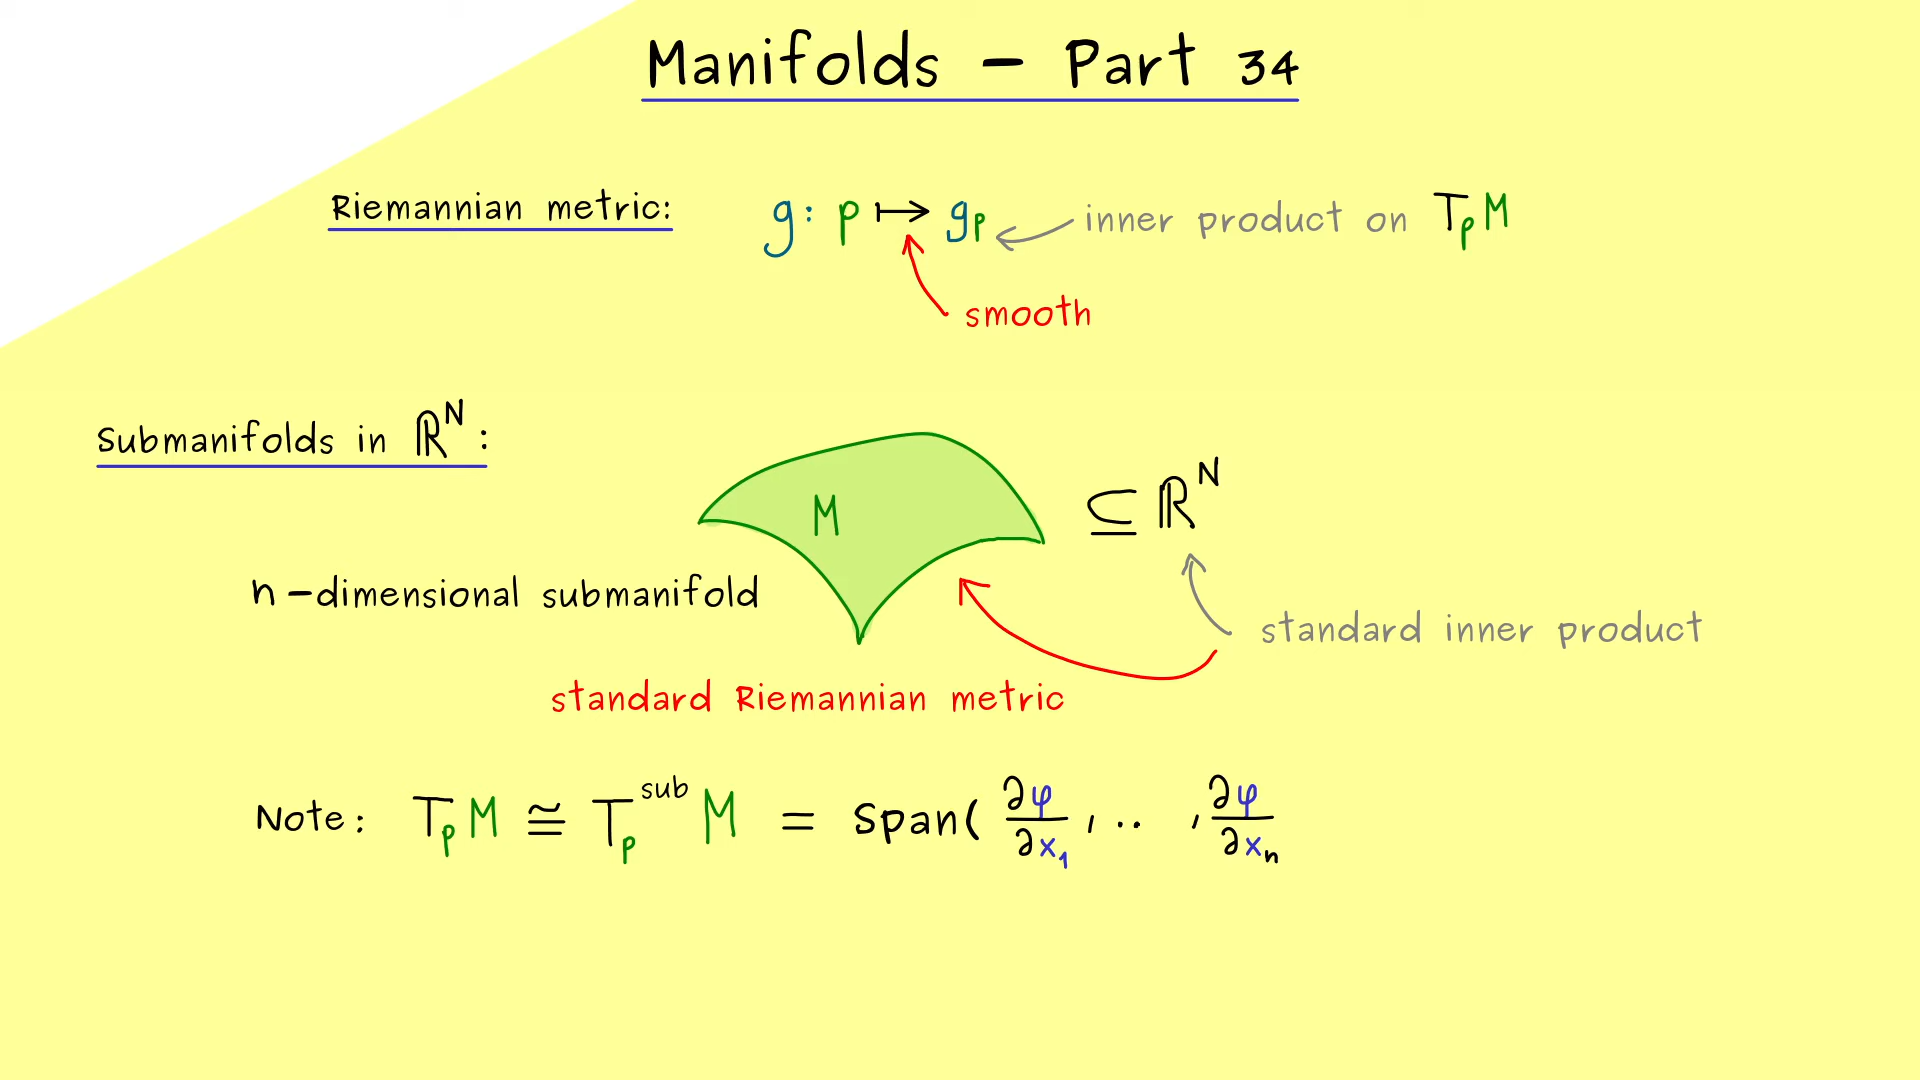 Manifolds - Part 34
Riemannian metric: g: p ↦ gₚ inner product on TₚM
smooth
Submanifolds in ℝᴺ:
M ⊆ ℝᴺ
n-dimensional submanifold
standard inner product
standard Riemannian metric
Note: TₚM ≅ Tₚˢᵘᵇ M = Span( ∂φ/∂x₁ , .. , ∂φ/∂xₙ